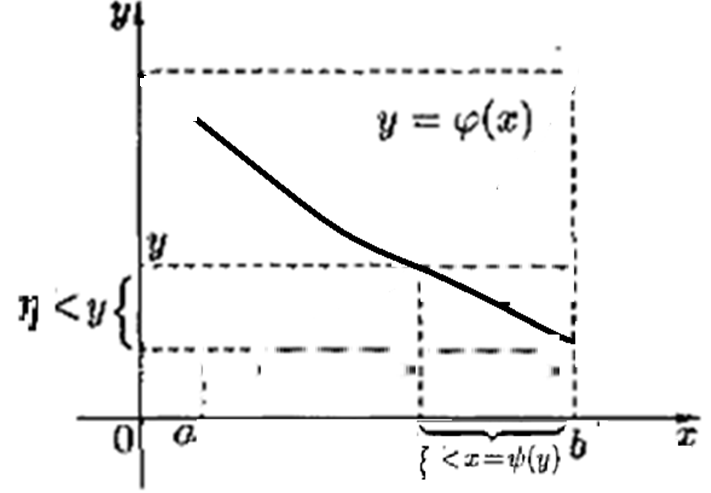 y
y = φ(x)
y
η < y {
0 a b x
ξ < x = ψ(y)